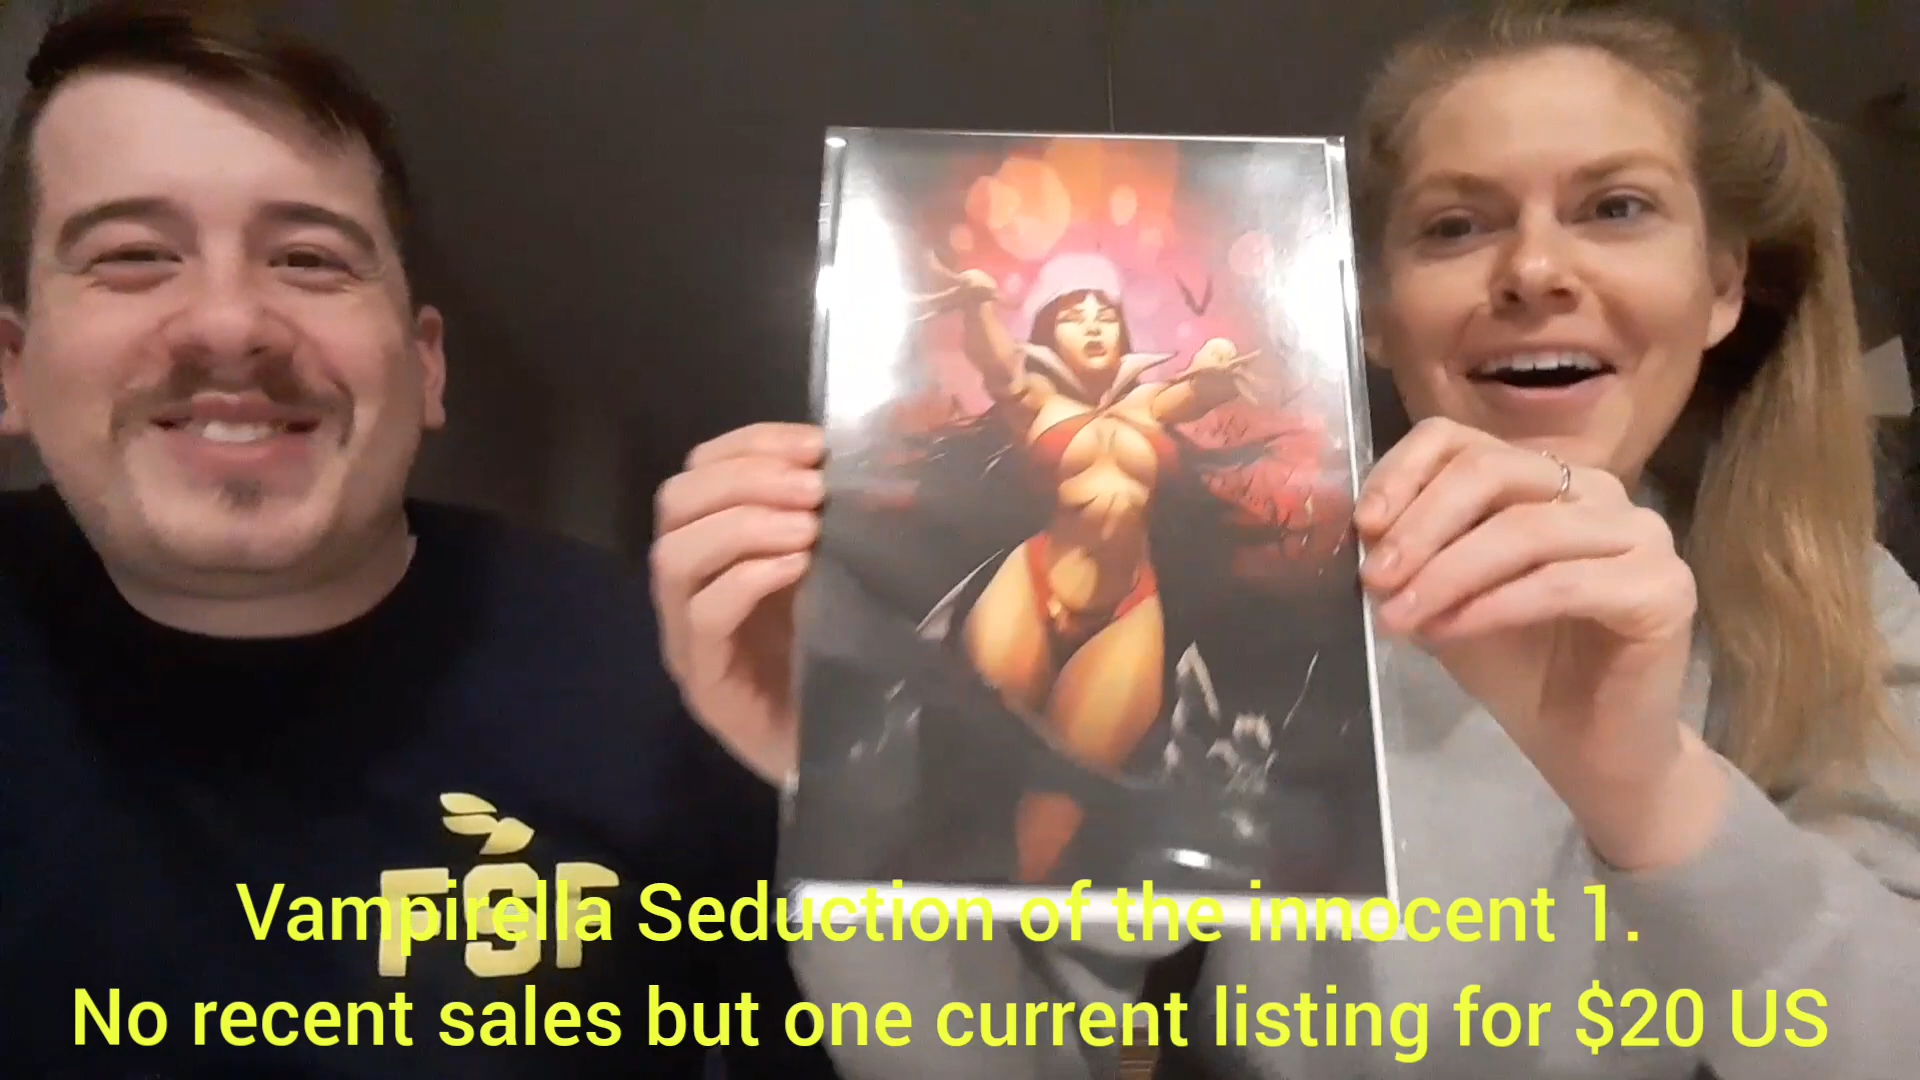 FSF
Vampirella Seduction of the innocent 1.
No recent sales but one current listing for $20 US